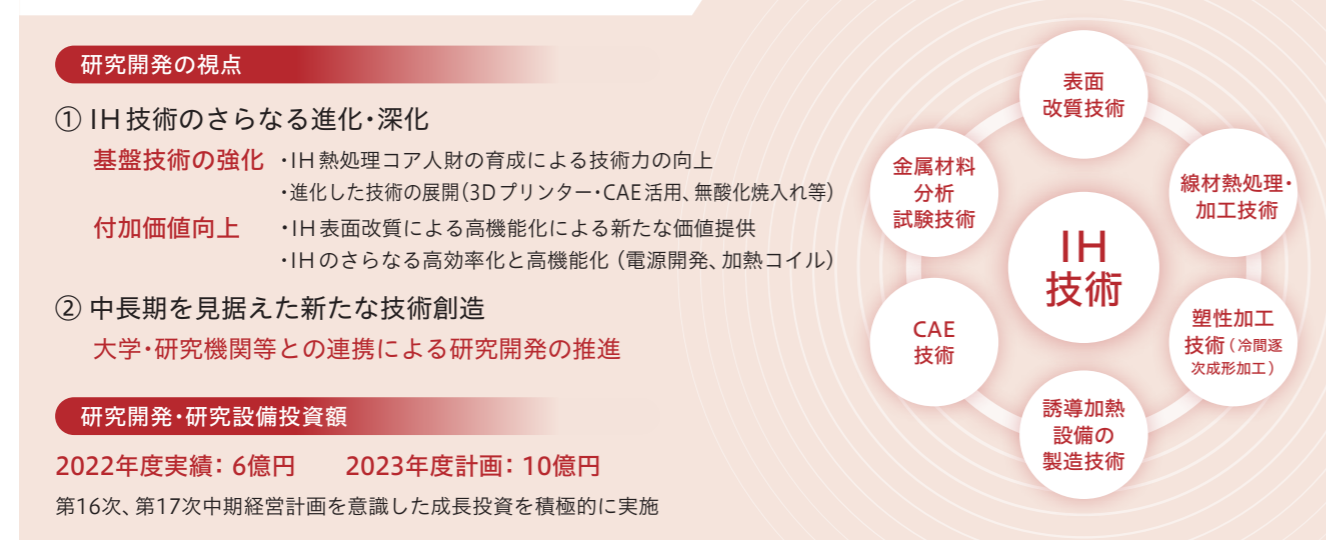 研究開発の視点
① IH技術のさらなる進化・深化
基盤技術の強化 ・IH熱処理コア人財の育成による技術力の向上
・進化した技術の展開(3Dプリンター・CAE活用、無酸化焼入れ等)
付加価値向上 ・IH表面改質による高機能化による新たな価値提供
・IHのさらなる高効率化と高機能化(電源開発、加熱コイル)
② 中長期を見据えた新たな技術創造
大学・研究機関等との連携による研究開発の推進
研究開発・研究設備投資額
2022年度実績: 6億円 2023年度計画: 10億円
第16次、第17次中期経営計画を意識した成長投資を積極的に実施
表面
改質技術
線材熱処理・
加工技術
塑性加工
技術(冷間逐
次成形加工)
誘導加熱
設備の
製造技術
CAE
技術
金属材料
分析
試験技術
IH
技術